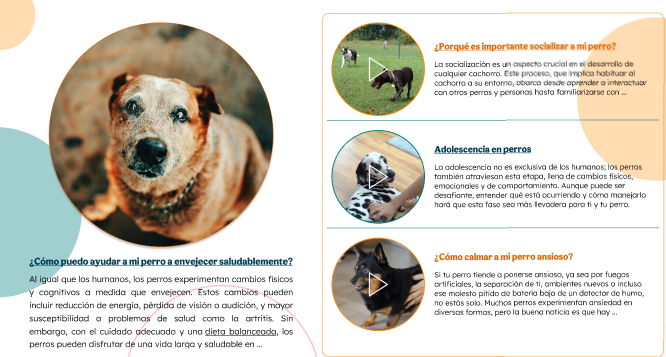 ¿Cómo puedo ayudar a mi perro a envejecer saludablemente?
Al igual que los humanos, los perros experimentan cambios físicos
y cognitivos a medida que envejecen. Estos cambios pueden
incluir reducción de energía, pérdida de visión o audición, y mayor
susceptibilidad a problemas de salud como la artritis. Sin
embargo, con el cuidado adecuado y una dieta balanceada, los
perros pueden disfrutar de una vida larga y saludable en ...
¿Porqué es importante socializar a mi perro?
La socialización es un aspecto crucial en el desarrollo de
cualquier cachorro. Este proceso, que implica habituar al
cachorro a su entorno, abarca desde aprender a interactuar
con otros perros y personas hasta familiarizarse con ...
Adolescencia en perros
La adolescencia no es exclusiva de los humanos; los perros
también atraviesan esta etapa, llena de cambios físicos,
emocionales y de comportamiento. Aunque puede ser
desafiante, entender qué está ocurriendo y cómo manejarlo
hará que esta fase sea más llevadera para ti y tu perro.
¿Cómo calmar a mi perro ansioso?
Si tu perro tiende a ponerse ansioso, ya sea por fuegos
artificiales, la separación de ti, ambientes nuevos o incluso
ese molesto pitido de batería baja de un detector de humo,
no estás solo. Muchos perros experimentan ansiedad en
diversas formas, pero la buena noticia es que hay ...